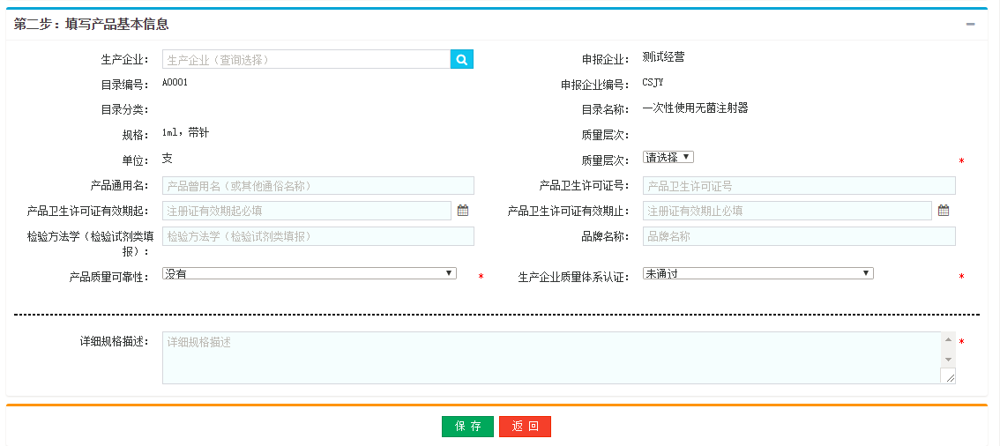 第二步：填写产品基本信息
生产企业： 生产企业（查询选择） 申报企业： 测试经营
目录编号： A0001 申报企业编号： CSJY
目录分类： 目录名称： 一次性使用无菌注射器
规格： 1ml，带针 质量层次：
单位： 支 质量层次： 请选择 *
产品通用名： 产品曾用名（或其他通俗名称） 产品卫生许可证号： 产品卫生许可证号
产品卫生许可证有效期起： 注册证有效期起必填 产品卫生许可证有效期止： 注册证有效期止必填
检验方法学（检验试剂类填 检验方法学（检验试剂类填报） 品牌名称： 品牌名称
报）：
产品质量可靠性： 没有 * 生产企业质量体系认证： 未通过 *
详细规格描述： 详细规格描述 *
保 存 返 回